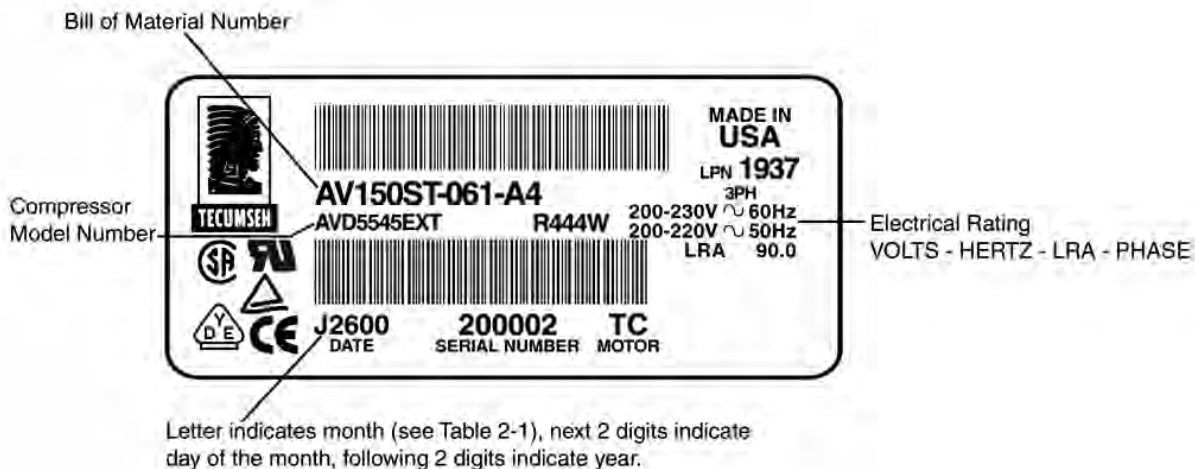 Bill of Material Number
MADE IN
USA
LPN 1937
3PH
AV150ST-061-A4
200-230V ∿ 60Hz
Compressor
Model Number
TECUMSEH
AVD5545EXT R444W
200-220V ∿ 50Hz
LRA 90.0
Electrical Rating
VOLTS - HERTZ - LRA - PHASE
SA
RU
DYE
CE
J2600 200002 TC
DATE SERIAL NUMBER MOTOR
Letter indicates month (see Table 2-1), next 2 digits indicate
day of the month, following 2 digits indicate year.